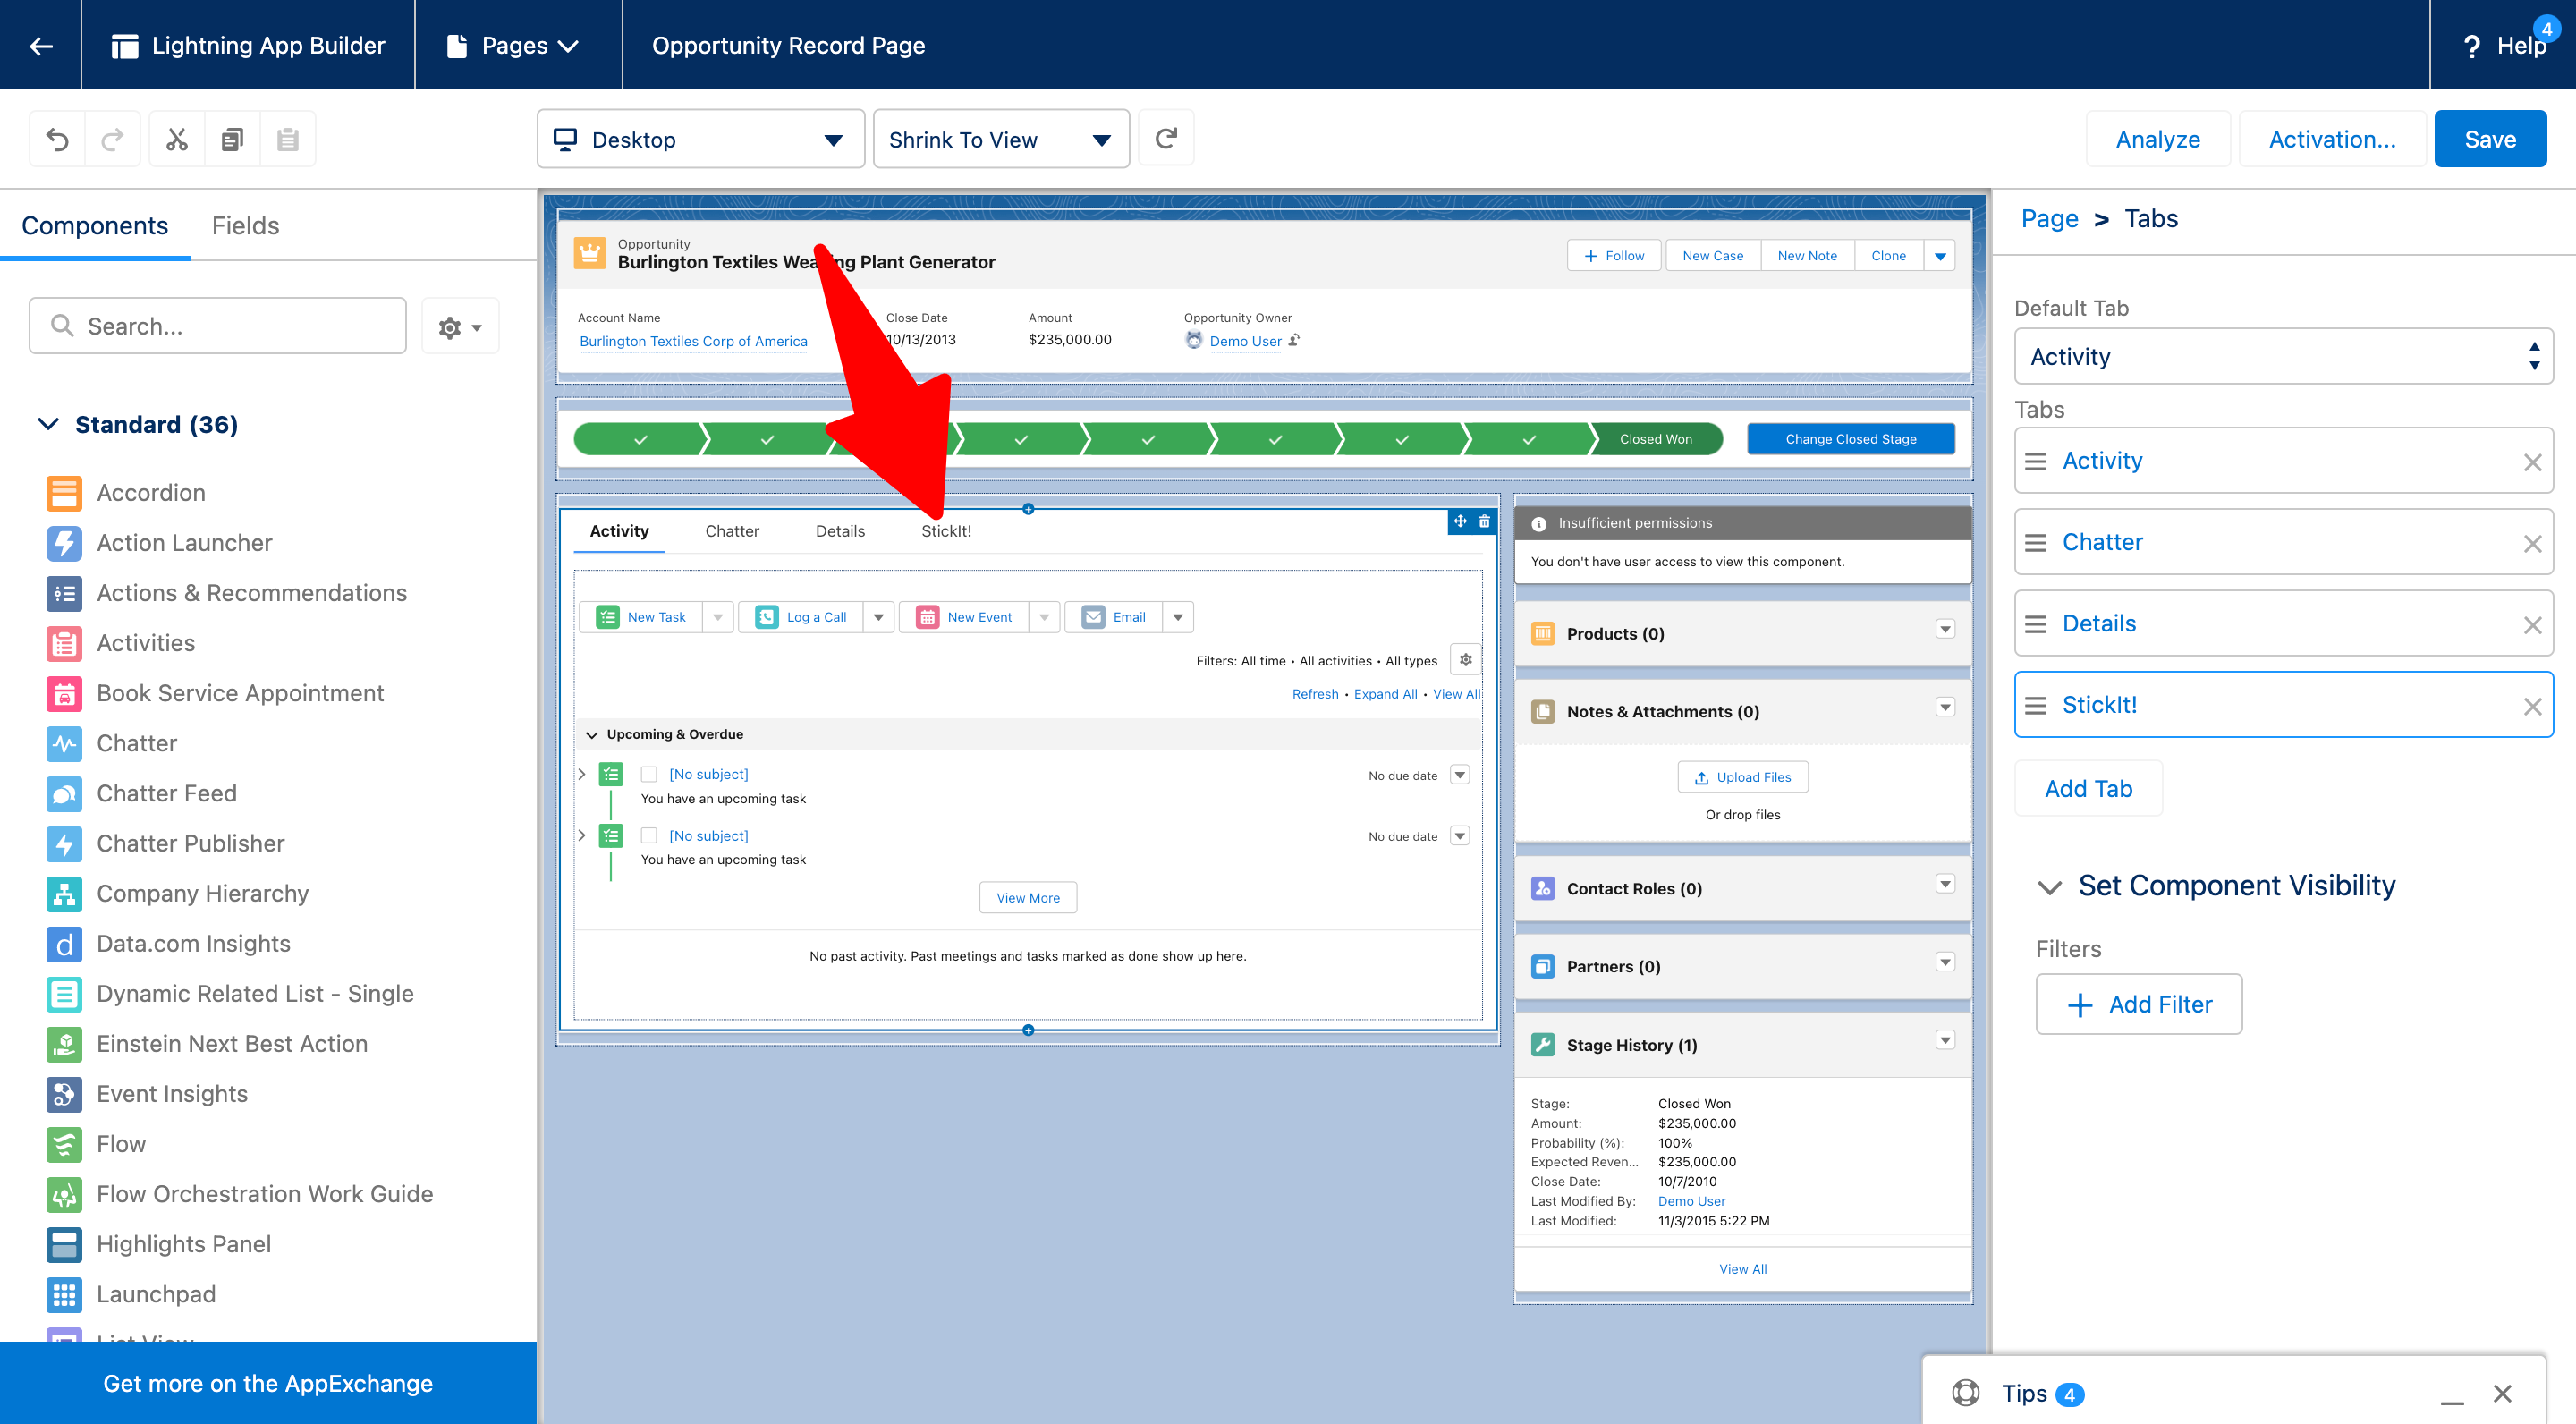 Lightning App Builder
Pages
Opportunity Record Page
? Help
4
Desktop
Shrink To View
Analyze
Activation...
Save
Components
Fields
Search...
Standard (36)
Accordion
Action Launcher
Actions & Recommendations
Activities
Book Service Appointment
Chatter
Chatter Feed
Chatter Publisher
Company Hierarchy
Data.com Insights
Dynamic Related List - Single
Einstein Next Best Action
Event Insights
Flow
Flow Orchestration Work Guide
Highlights Panel
Launchpad
List View
Get more on the AppExchange
Opportunity
Burlington Textiles Plant Generator
+ Follow
New Case
New Note
Clone
Account Name
Burlington Textiles Corp of America
Close Date
10/13/2013
Amount
$235,000.00
Opportunity Owner
Demo User
Closed Won
Change Closed Stage
Activity
Chatter
Details
StickIt!
New Task
Log a Call
New Event
Email
Filters: All time • All activities • All types
Refresh • Expand All • View All
Upcoming & Overdue
[No subject]
No due date
You have an upcoming task
[No subject]
No due date
You have an upcoming task
View More
No past activity. Past meetings and tasks marked as done show up here.
Insufficient permissions
You don't have user access to view this component.
Products (0)
Notes & Attachments (0)
Upload Files
Or drop files
Contact Roles (0)
Partners (0)
Stage History (1)
Stage: Closed Won
Amount: $235,000.00
Probability (%): 100%
Expected Reven... $235,000.00
Close Date: 10/7/2010
Last Modified By: Demo User
Last Modified: 11/3/2015 5:22 PM
View All
Page > Tabs
Default Tab
Activity
Tabs
Activity
Chatter
Details
StickIt!
Add Tab
Set Component Visibility
Filters
+ Add Filter
Tips 4